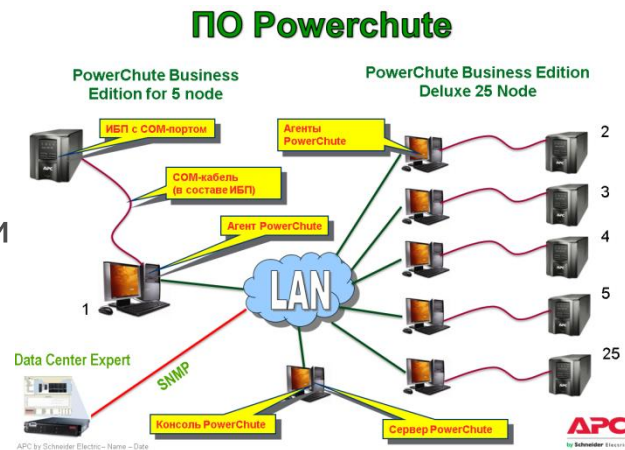 ПО Powerchute
PowerChute Business
Edition for 5 node
PowerChute Business Edition
Deluxe 25 Node
ИБП с COM-портом
Агенты
PowerChute
2
COM-кабель
(в составе ИБП)
3
Агент PowerChute
и
4
LAN
1
5
Data Center Expert
SNMP
25
Консоль PowerChute
Сервер PowerChute
APC
by Schneider Electric
APC by Schneider Electric– Name – Date